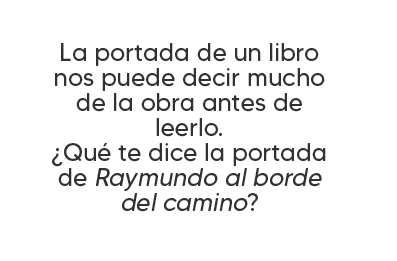 La portada de un libro
nos puede decir mucho
de la obra antes de
leerlo.
¿Qué te dice la portada
de Raymundo al borde
del camino?